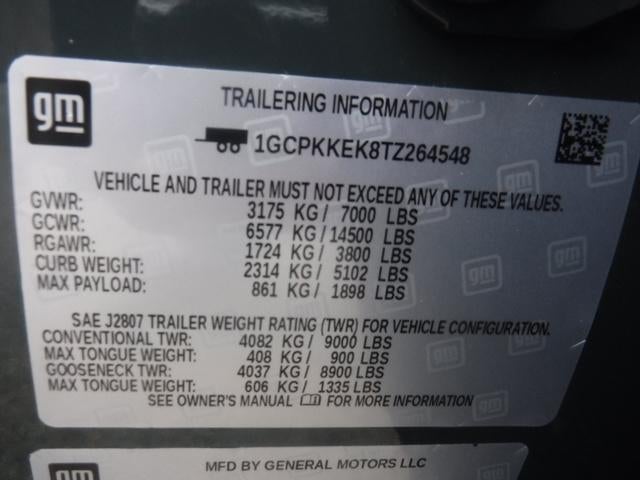 gm
TRAILERING INFORMATION
1GCPKKEK8TZ264548
VEHICLE AND TRAILER MUST NOT EXCEED ANY OF THESE VALUES.
GVWR: 3175 KG / 7000 LBS
GCWR: 6577 KG / 14500 LBS
RGAWR: 1724 KG / 3800 LBS
CURB WEIGHT: 2314 KG / 5102 LBS
MAX PAYLOAD: 861 KG / 1898 LBS
SAE J2807 TRAILER WEIGHT RATING (TWR) FOR VEHICLE CONFIGURATION.
CONVENTIONAL TWR: 4082 KG / 9000 LBS
MAX TONGUE WEIGHT: 408 KG / 900 LBS
GOOSENECK TWR: 4037 KG / 8900 LBS
MAX TONGUE WEIGHT: 606 KG / 1335 LBS
SEE OWNER'S MANUAL FOR MORE INFORMATION
gm
MFD BY GENERAL MOTORS LLC